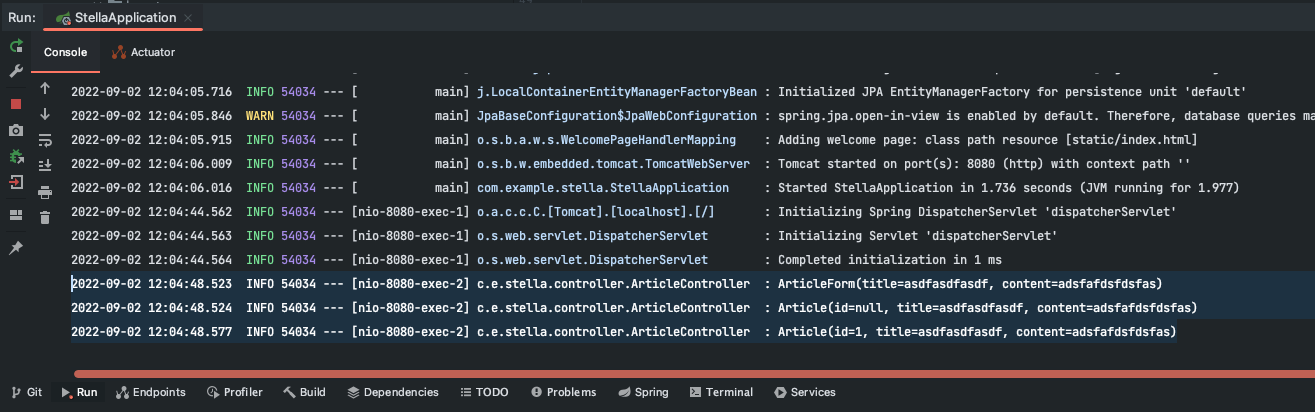 Run: StellaApplication
Console Actuator
2022-09-02 12:04:05.716 INFO 54034 --- [ main] j.LocalContainerEntityManagerFactoryBean : Initialized JPA EntityManagerFactory for persistence unit 'default'
2022-09-02 12:04:05.846 WARN 54034 --- [ main] JpaBaseConfiguration$JpaWebConfiguration : spring.jpa.open-in-view is enabled by default. Therefore, database queries ma
2022-09-02 12:04:05.915 INFO 54034 --- [ main] o.s.b.a.w.s.WelcomePageHandlerMapping : Adding welcome page: class path resource [static/index.html]
2022-09-02 12:04:06.009 INFO 54034 --- [ main] o.s.b.w.embedded.tomcat.TomcatWebServer : Tomcat started on port(s): 8080 (http) with context path ''
2022-09-02 12:04:06.016 INFO 54034 --- [ main] com.example.stella.StellaApplication : Started StellaApplication in 1.736 seconds (JVM running for 1.977)
2022-09-02 12:04:44.562 INFO 54034 --- [nio-8080-exec-1] o.a.c.c.C.[Tomcat].[localhost].[/] : Initializing Spring DispatcherServlet 'dispatcherServlet'
2022-09-02 12:04:44.563 INFO 54034 --- [nio-8080-exec-1] o.s.web.servlet.DispatcherServlet : Initializing Servlet 'dispatcherServlet'
2022-09-02 12:04:44.564 INFO 54034 --- [nio-8080-exec-1] o.s.web.servlet.DispatcherServlet : Completed initialization in 1 ms
2022-09-02 12:04:48.523 INFO 54034 --- [nio-8080-exec-2] c.e.stella.controller.ArticleController : ArticleForm(title=asdfasdfasdf, content=adsfafdsfdsfas)
2022-09-02 12:04:48.524 INFO 54034 --- [nio-8080-exec-2] c.e.stella.controller.ArticleController : Article(id=null, title=asdfasdfasdf, content=adsfafdsfdsfas)
2022-09-02 12:04:48.577 INFO 54034 --- [nio-8080-exec-2] c.e.stella.controller.ArticleController : Article(id=1, title=asdfasdfasdf, content=adsfafdsfdsfas)
Git Run Endpoints Profiler Build Dependencies TODO Problems Spring Terminal Services